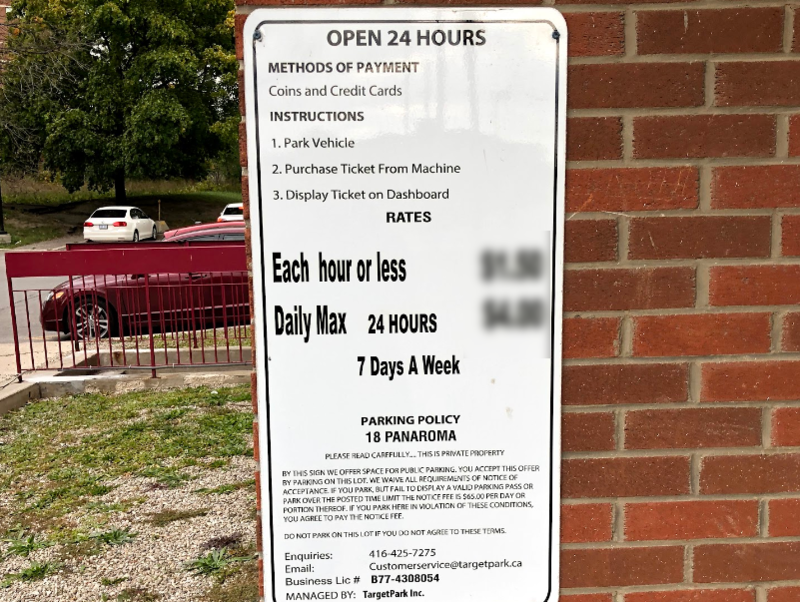 OPEN 24 HOURS
METHODS OF PAYMENT
Coins and Credit Cards
INSTRUCTIONS
1. Park Vehicle
2. Purchase Ticket From Machine
3. Display Ticket on Dashboard
RATES
Each hour or less
Daily Max 24 HOURS
7 Days A Week
PARKING POLICY
18 PANAROMA
PLEASE READ CAREFULLY.... THIS IS PRIVATE PROPERTY
BY THIS SIGN WE OFFER SPACE FOR PUBLIC PARKING. YOU ACCEPT THIS OFFER
BY PARKING ON THIS LOT. WE WAIVE ALL REQUIREMENTS OF NOTICE OF
ACCEPTANCE. IF YOU PARK, BUT FAIL TO DISPLAY A VALID PARKING PASS OR
PARK OVER THE POSTED TIME LIMIT THE NOTICE FEE IS $65.00 PER DAY OR
PORTION THEREOF. IF YOU PARK HERE IN VIOLATION OF THESE CONDITIONS,
YOU AGREE TO PAY THE NOTICE FEE.
DO NOT PARK ON THIS LOT IF YOU DO NOT AGREE TO THESE TERMS.
Enquiries: 416-425-7275
Email: Customerservice@targetpark.ca
Business Lic # B77-4308054
MANAGED BY: TargetPark Inc.